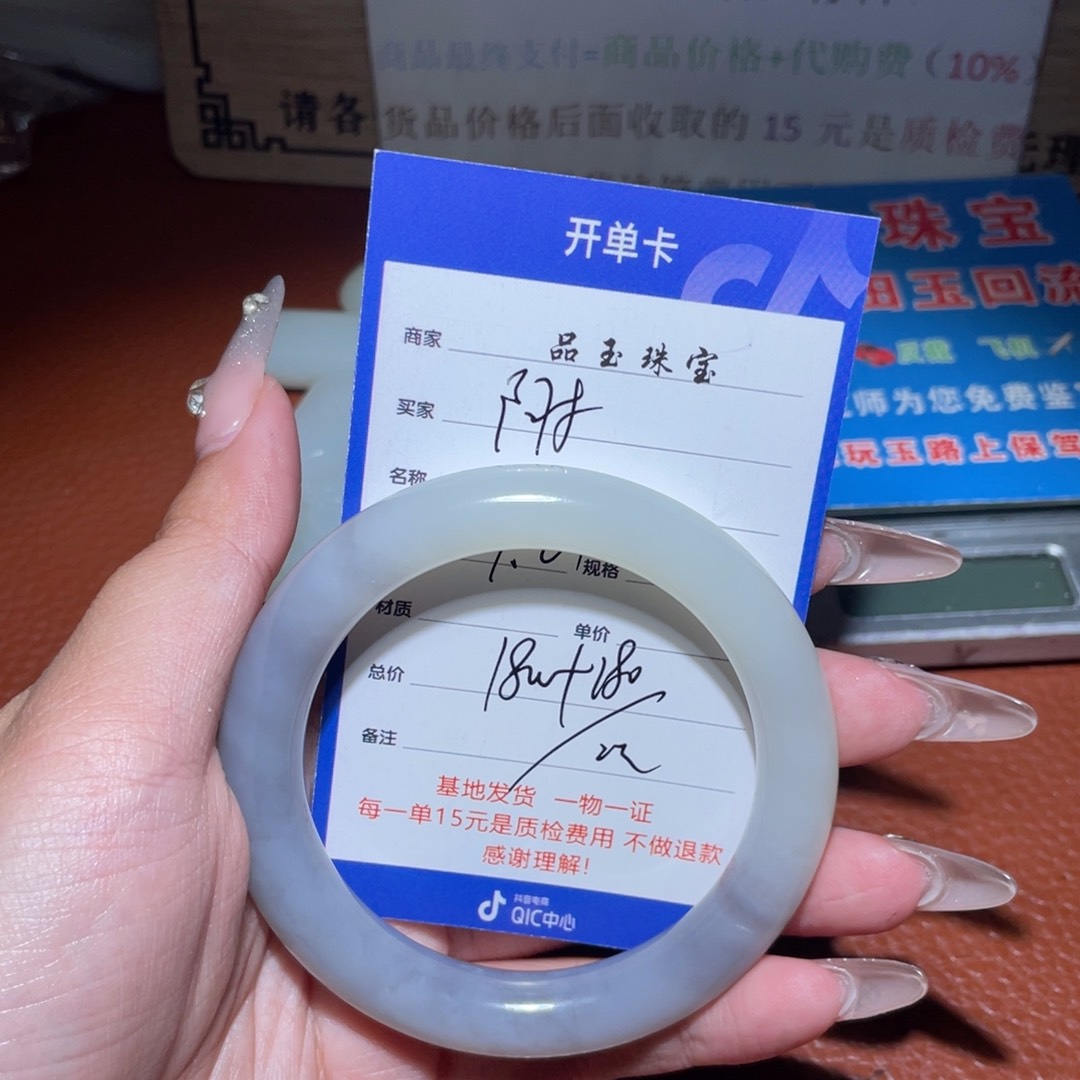 商品最终支付=商品价格+代购费（10%）
请各
货品价格后面收取的 15 元是质检费
开单卡
珠宝
田玉回流
商家 品玉珠宝
买家 附
名称
规格
材质
单价
总价 1800+180
备注
师为您免费鉴
玩玉路上保驾
基地发货 一物一证
每一单15元是质检费用 不做退款
感谢理解!
抖音电商
QIC中心